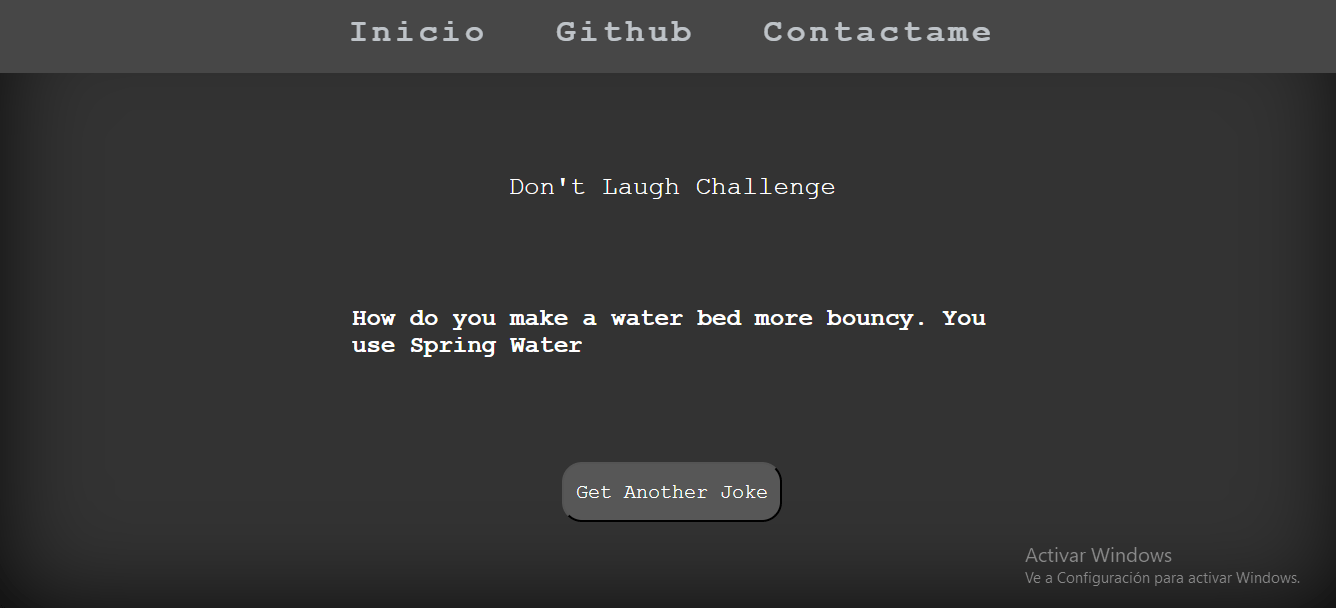 Inicio Github Contactame
Don't Laugh Challenge
How do you make a water bed more bouncy. You
use Spring Water
Get Another Joke
Activar Windows
Ve a Configuración para activar Windows.